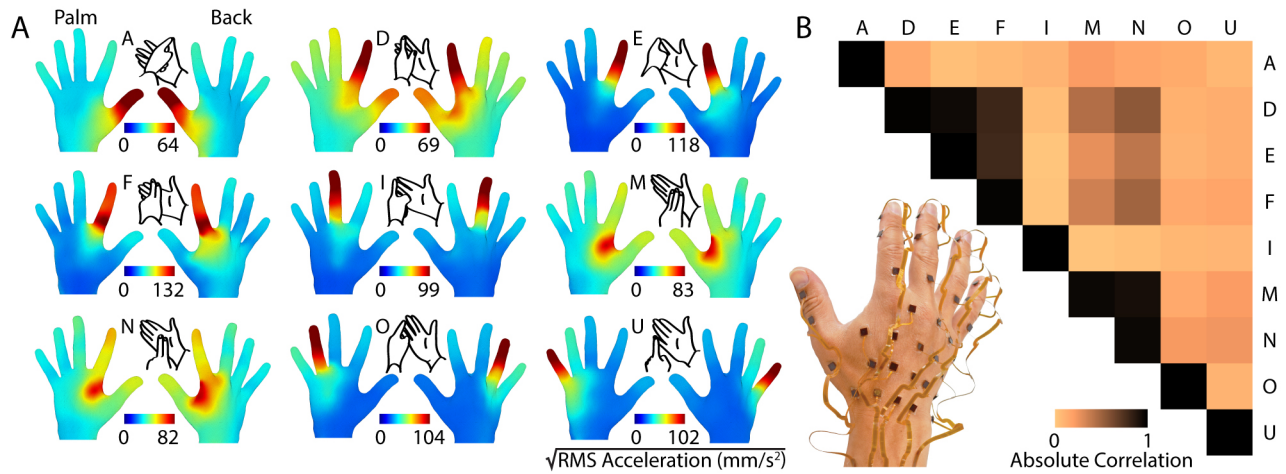 A
Palm
Back
A
0 64
D
0 69
E
0 118
F
0 132
I
0 99
M
0 83
N
0 82
O
0 104
U
0 102
√RMS Acceleration (mm/s²)
B
A D E F I M N O U
A
D
E
F
I
M
N
O
U
0 1
Absolute Correlation